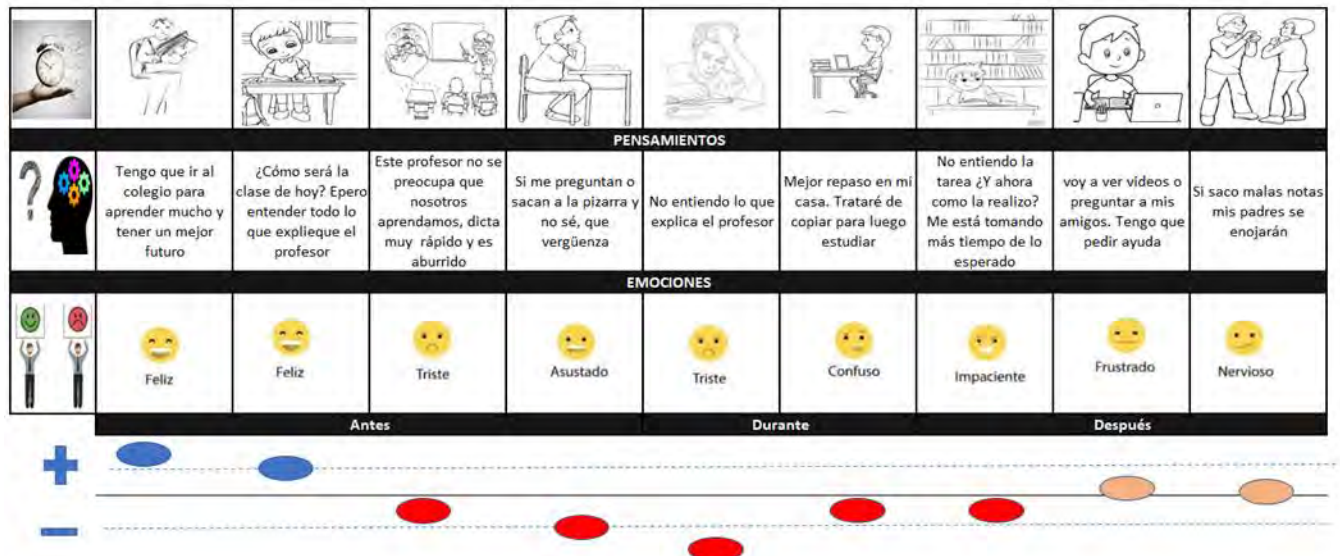 PENSAMIENTOS
Tengo que ir al
colegio para
aprender mucho y
tener un mejor
futuro
¿Cómo será la
clase de hoy? Epero
entender todo lo
que explieque el
profesor
Este profesor no se
preocupa que
nosotros
aprendamos, dicta
muy rápido y es
aburrido
Si me preguntan o
sacan a la pizarra y
no sé, que
vergüenza
No entiendo lo que
explica el profesor
Mejor repaso en mi
casa. Trataré de
copiar para luego
estudiar
No entiendo la
tarea ¿Y ahora
como la realizo?
Me está tomando
más tiempo de lo
esperado
voy a ver vídeos o
preguntar a mis
amigos. Tengo que
pedir ayuda
Si saco malas notas
mis padres se
enojarán
EMOCIONES
Feliz
Feliz
Triste
Asustado
Triste
Confuso
Impaciente
Frustrado
Nervioso
Antes
Durante
Después